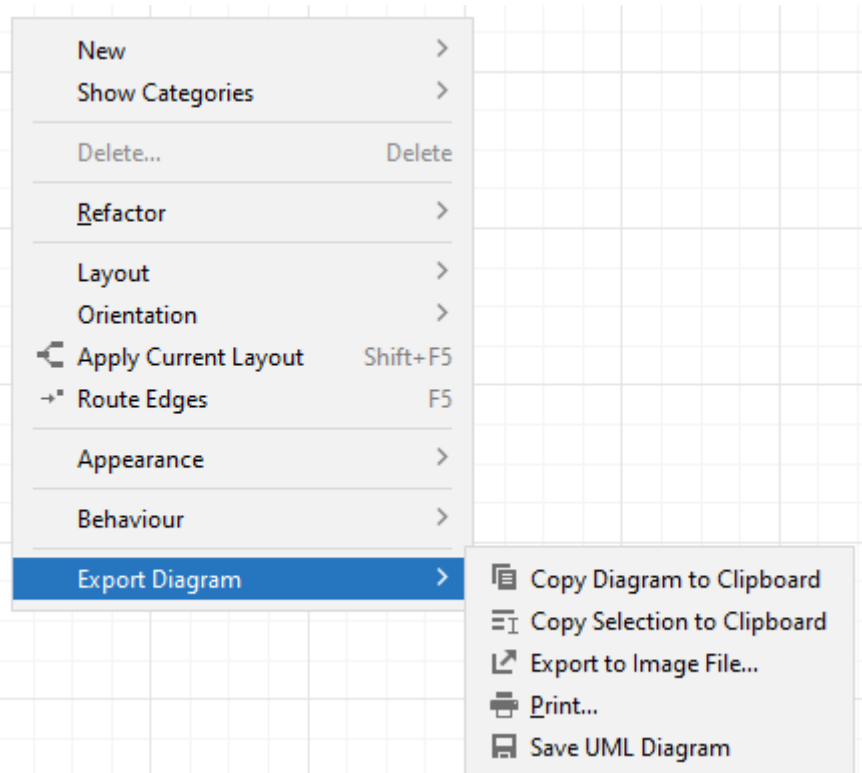 New
Show Categories
Delete... Delete
Refactor
Layout
Orientation
Apply Current Layout Shift+F5
Route Edges F5
Appearance
Behaviour
Export Diagram
Copy Diagram to Clipboard
Copy Selection to Clipboard
Export to Image File...
Print...
Save UML Diagram